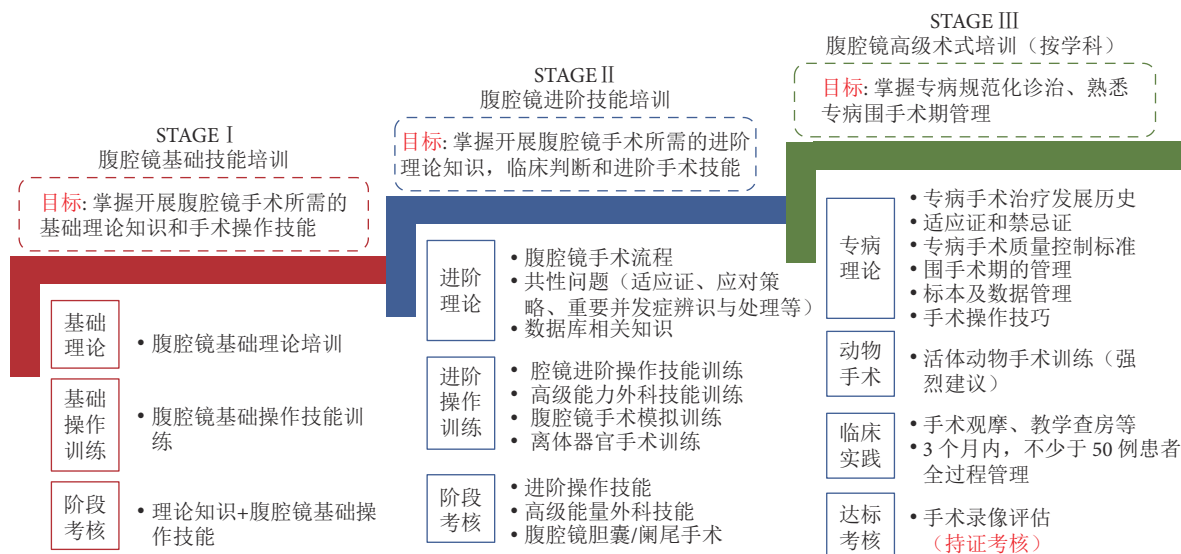 STAGE Ⅰ
腹腔镜基础技能培训
目标: 掌握开展腹腔镜手术所需的
基础理论知识和手术操作技能
基础
理论
• 腹腔镜基础理论培训
基础
操作
训练
• 腹腔镜基础操作技能训
练
阶段
考核
• 理论知识+腹腔镜基础操
作技能
STAGE Ⅱ
腹腔镜进阶技能培训
目标: 掌握开展腹腔镜手术所需的进阶
理论知识，临床判断和进阶手术技能
进阶
理论
• 腹腔镜手术流程
• 共性问题（适应证、应对策
略、重要并发症辨识与处理等）
• 数据库相关知识
进阶
操作
训练
• 腔镜进阶操作技能训练
• 高级能力外科技能训练
• 腹腔镜手术模拟训练
• 离体器官手术训练
阶段
考核
• 进阶操作技能
• 高级能量外科技能
• 腹腔镜胆囊/阑尾手术
STAGE Ⅲ
腹腔镜高级术式培训（按学科）
目标: 掌握专病规范化诊治、熟悉
专病围手术期管理
专病
理论
• 专病手术治疗发展历史
• 适应证和禁忌证
• 专病手术质量控制标准
• 围手术期的管理
• 标本及数据管理
• 手术操作技巧
动物
手术
• 活体动物手术训练（强
烈建议）
临床
实践
• 手术观摩、教学查房等
• 3 个月内，不少于 50 例患者
全过程管理
达标
考核
• 手术录像评估
（持证考核）